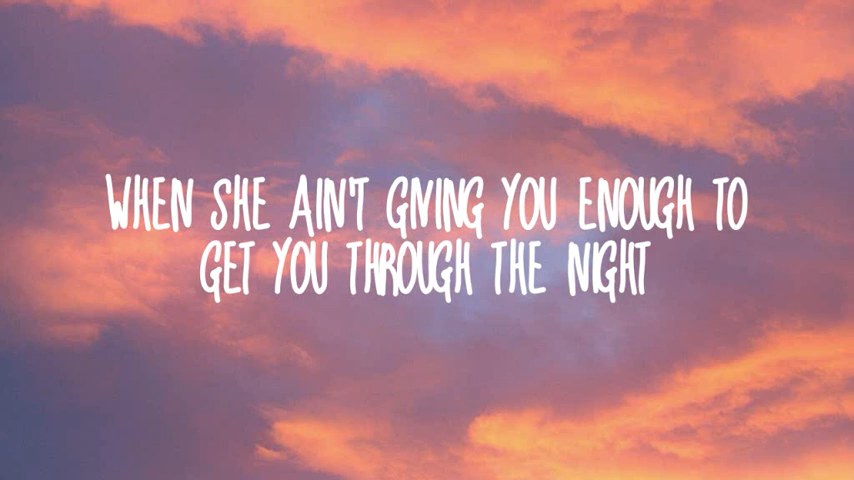 WHEN SHE AIN'T GIVING YOU ENOUGH TO
GET YOU THROUGH THE NIGHT